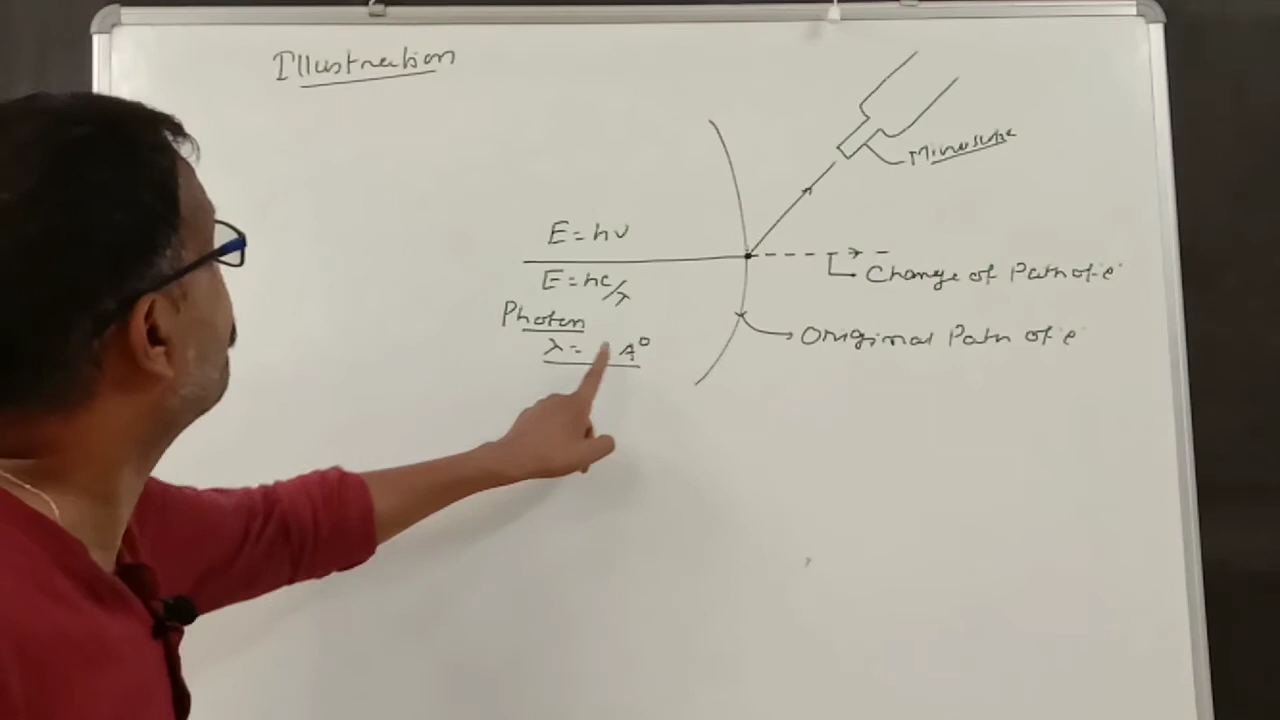 Illustration
Microscope
E=hν
E=hc/λ
Change of Path of e⁻
Photon
Original Path of e⁻
λ= A°